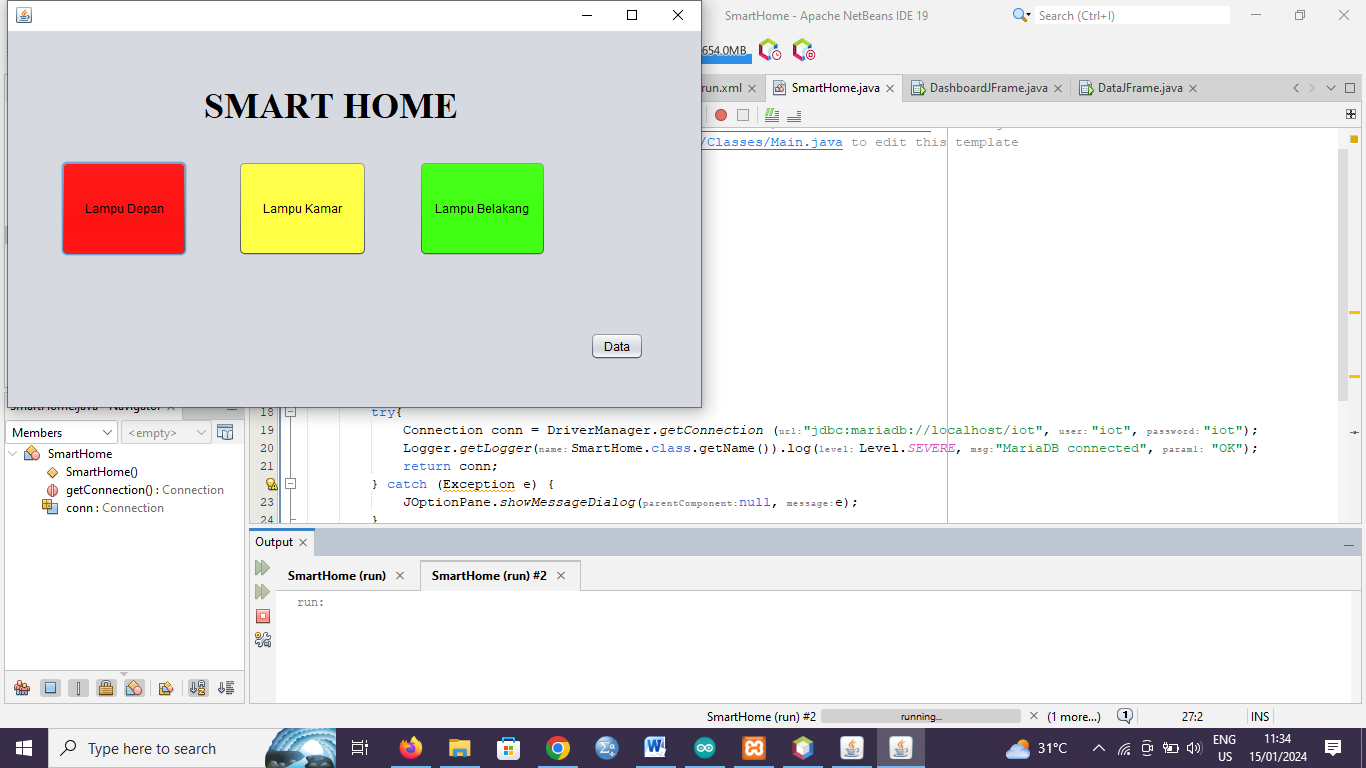 SmartHome - Apache NetBeans IDE 19
Search (Ctrl+I)
654.0MB
SMART HOME
Lampu Depan
Lampu Kamar
Lampu Belakang
Data
run.xml
SmartHome.java
DashboardJFrame.java
DataJFrame.java
/Classes/Main.java to edit this template
18 try{
19 Connection conn = DriverManager.getConnection (url:"jdbc:mariadb://localhost/iot", user:"iot", password:"iot");
20 Logger.getLogger(name:SmartHome.class.getName()).log(level:Level.SEVERE, msg:"MariaDB connected", param1:"OK");
21 return conn;
} catch (Exception e) {
23 JOptionPane.showMessageDialog(parentComponent:null, message:e);
24 }
SmartHome.java - Navigator
Members
<empty>
SmartHome
SmartHome()
getConnection() : Connection
conn : Connection
Output
SmartHome (run)
SmartHome (run) #2
run:
SmartHome (run) #2
running...
(1 more...)
1
27:2
INS
Type here to search
31°C
ENG
US
11:34
15/01/2024